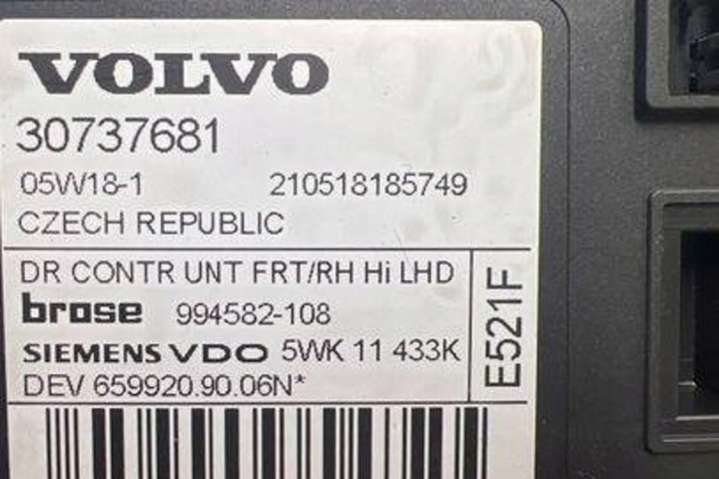 VOLVO
30737681
05W18-1 210518185749
CZECH REPUBLIC
DR CONTR UNT FRT/RH Hi LHD
brose 994582-108
SIEMENS VDO 5WK 11 433K
DEV 659920.90.06N*
E521F